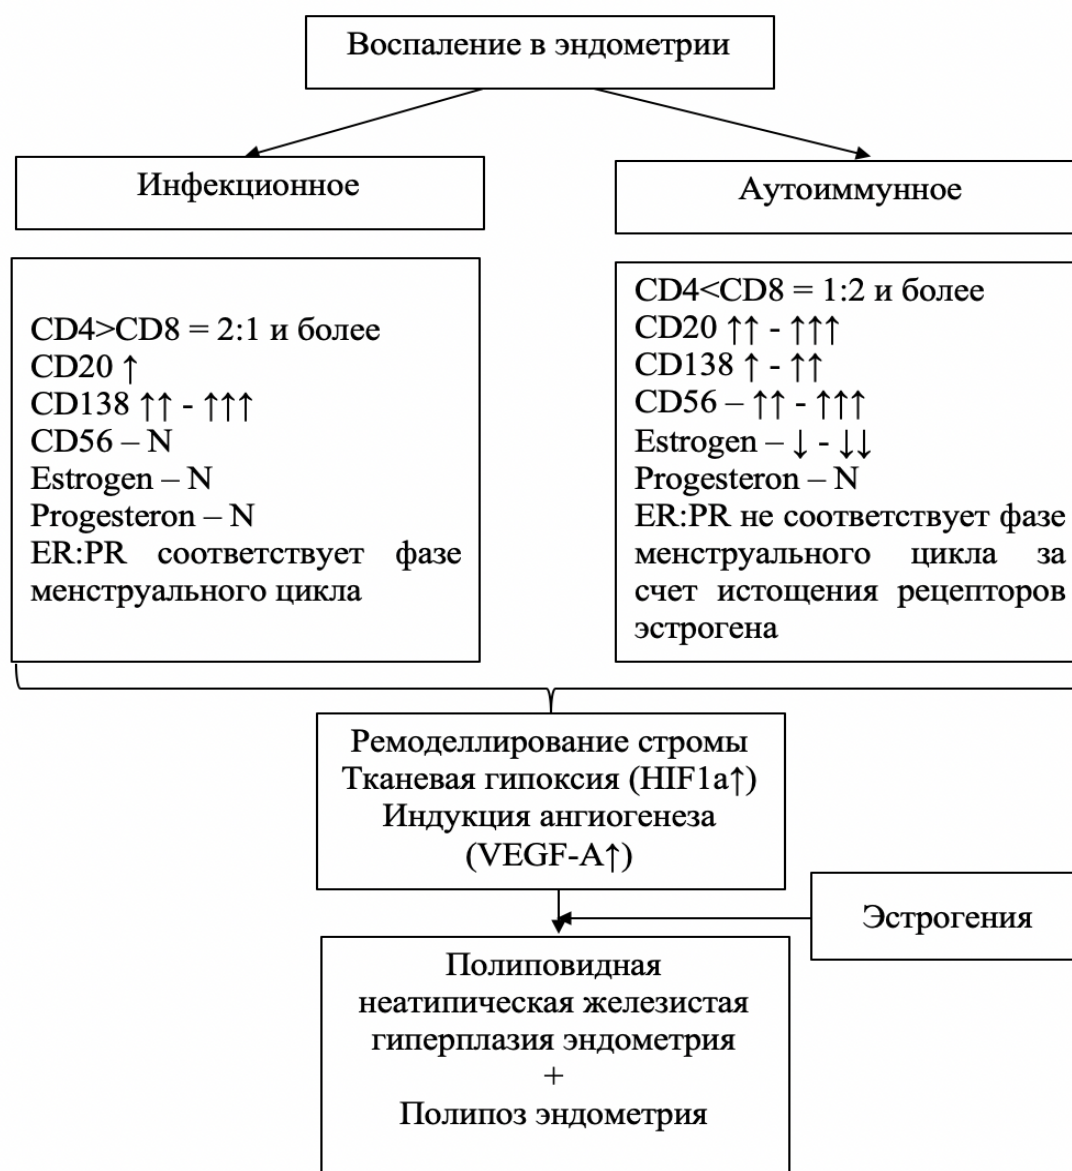 Воспаление в эндометрии
Инфекционное
Аутоиммунное
CD4>CD8 = 2:1 и более
CD20 ↑
CD138 ↑↑ - ↑↑↑
CD56 – N
Estrogen – N
Progesteron – N
ER:PR соответствует фазе
менструального цикла
CD4<CD8 = 1:2 и более
CD20 ↑↑ - ↑↑↑
CD138 ↑ - ↑↑
CD56 – ↑↑ - ↑↑↑
Estrogen – ↓ - ↓↓
Progesteron – N
ER:PR не соответствует фазе
менструального цикла за
счет истощения рецепторов
эстрогена
Ремоделлирование стромы
Тканевая гипоксия (HIF1a↑)
Индукция ангиогенеза
(VEGF-A↑)
Эстрогения
Полиповидная
неатипическая железистая
гиперплазия эндометрия
+
Полипоз эндометрия